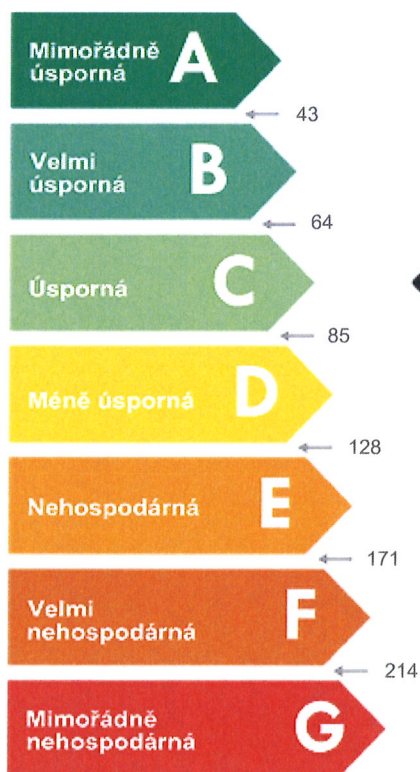 Mimořádně
úsporná
A
43
Velmi
úsporná
B
64
Úsporná
C
85
Méně úsporná
D
128
Nehospodárná
E
171
Velmi
nehospodárná
F
214
Mimořádně
nehospodárná
G